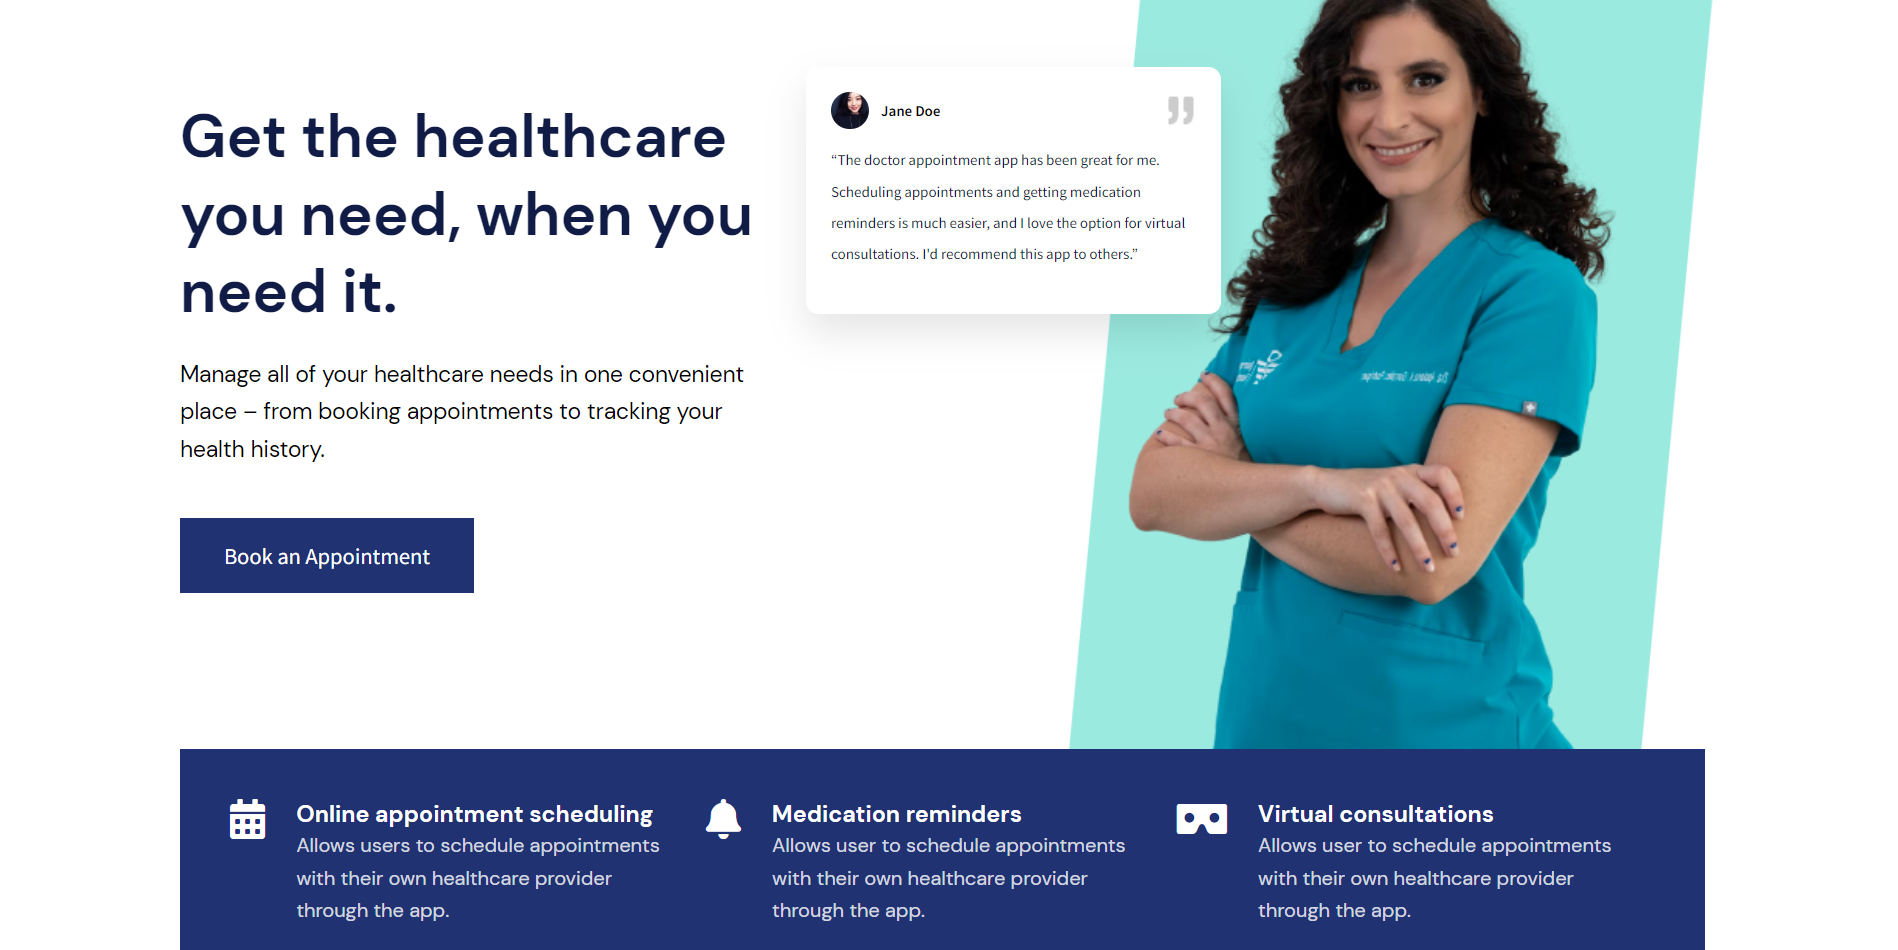 Get the healthcare
you need, when you
need it.
Manage all of your healthcare needs in one convenient
place – from booking appointments to tracking your
health history.
Book an Appointment
Jane Doe
“The doctor appointment app has been great for me.
Scheduling appointments and getting medication
reminders is much easier, and I love the option for virtual
consultations. I'd recommend this app to others.”
Online appointment scheduling
Allows users to schedule appointments
with their own healthcare provider
through the app.
Medication reminders
Allows user to schedule appointments
with their own healthcare provider
through the app.
Virtual consultations
Allows user to schedule appointments
with their own healthcare provider
through the app.